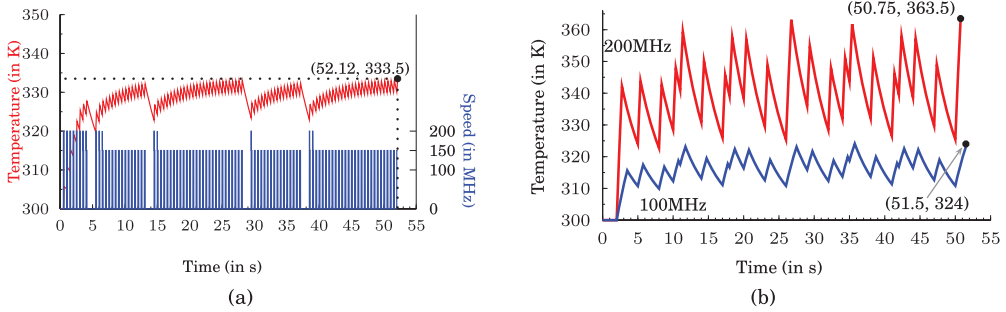 350
340
330
320
310
300
Temperature (in K)
(52.12, 333.5)
200
150
100
0
Speed (in MHz)
0 5 10 15 20 25 30 35 40 45 50 55
Time (in s)
(a)
(50.75, 363.5)
360
350
340
330
320
310
300
Temperature (in K)
200MHz
100MHz
(51.5, 324)
0 5 10 15 20 25 30 35 40 45 50 55
Time (in s)
(b)